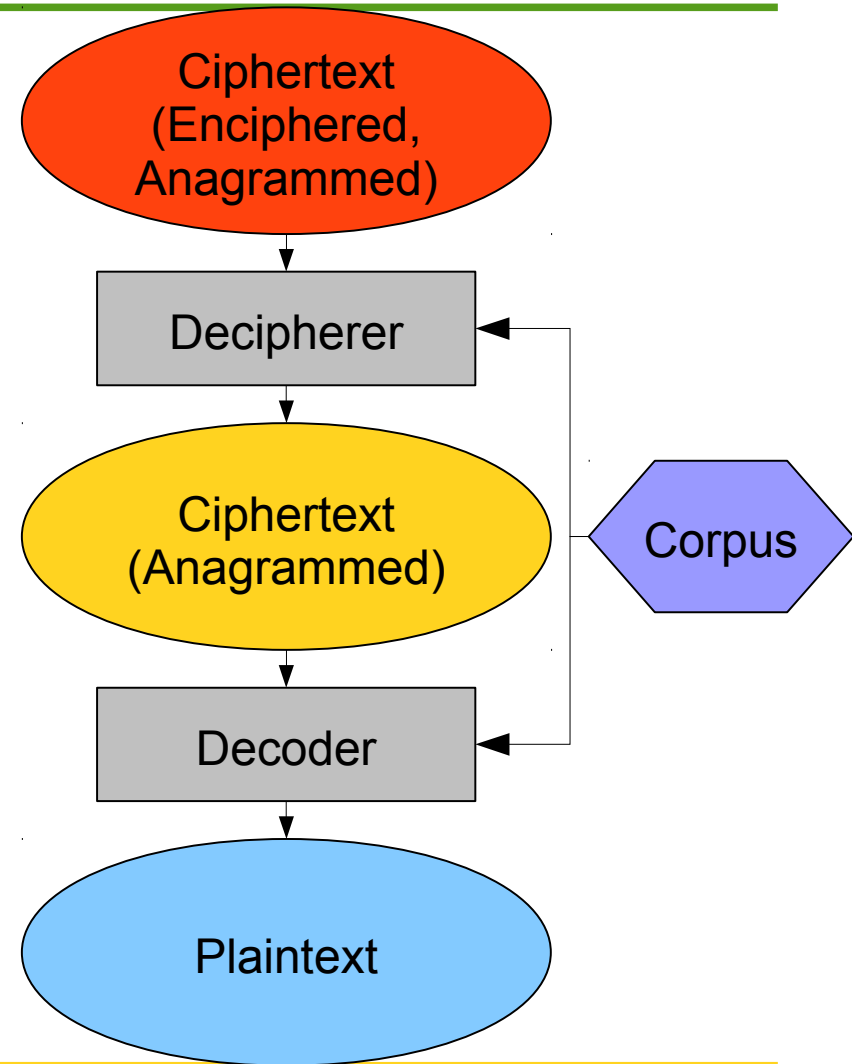 Ciphertext
(Enciphered,
Anagrammed)
Decipherer
Ciphertext
(Anagrammed)
Corpus
Decoder
Plaintext